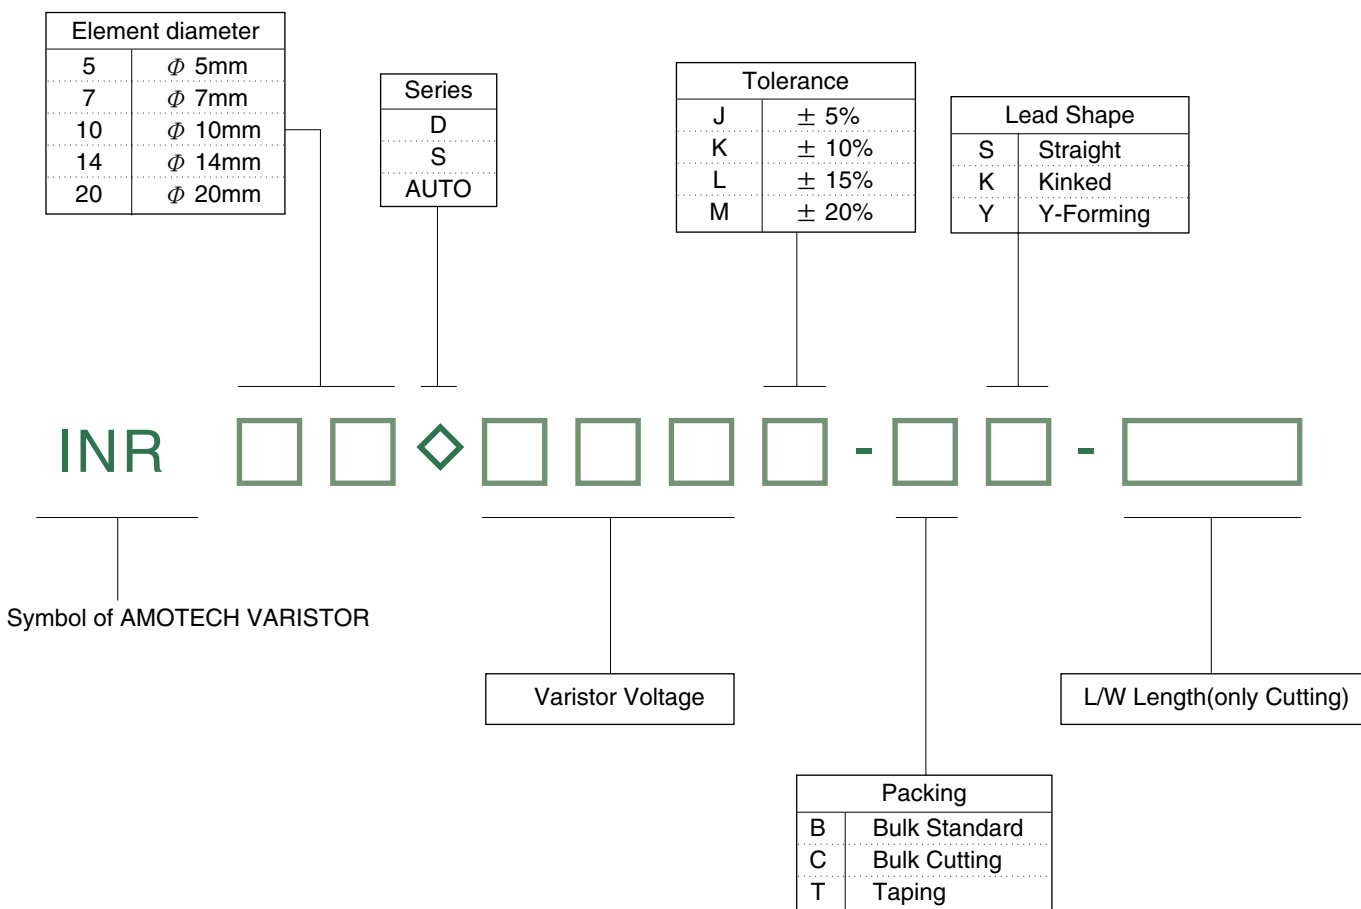 Element diameter
5 Φ 5mm
7 Φ 7mm
10 Φ 10mm
14 Φ 14mm
20 Φ 20mm
Series
D
S
AUTO
Tolerance
J ± 5%
K ± 10%
L ± 15%
M ± 20%
Lead Shape
S Straight
K Kinked
Y Y-Forming
INR - -
Symbol of AMOTECH VARISTOR
Varistor Voltage
L/W Length(only Cutting)
Packing
B Bulk Standard
C Bulk Cutting
T Taping